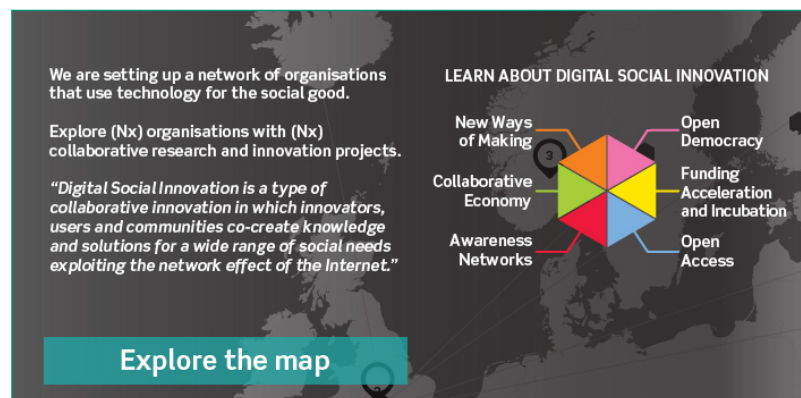 We are setting up a network of organisations
that use technology for the social good.
Explore (Nx) organisations with (Nx)
collaborative research and innovation projects.
“Digital Social Innovation is a type of
collaborative innovation in which innovators,
users and communities co-create knowledge
and solutions for a wide range of social needs
exploiting the network effect of the Internet.”
Explore the map
LEARN ABOUT DIGITAL SOCIAL INNOVATION
New Ways
of Making
Collaborative
Economy
Awareness
Networks
Open
Democracy
Funding
Acceleration
and Incubation
Open
Access
3